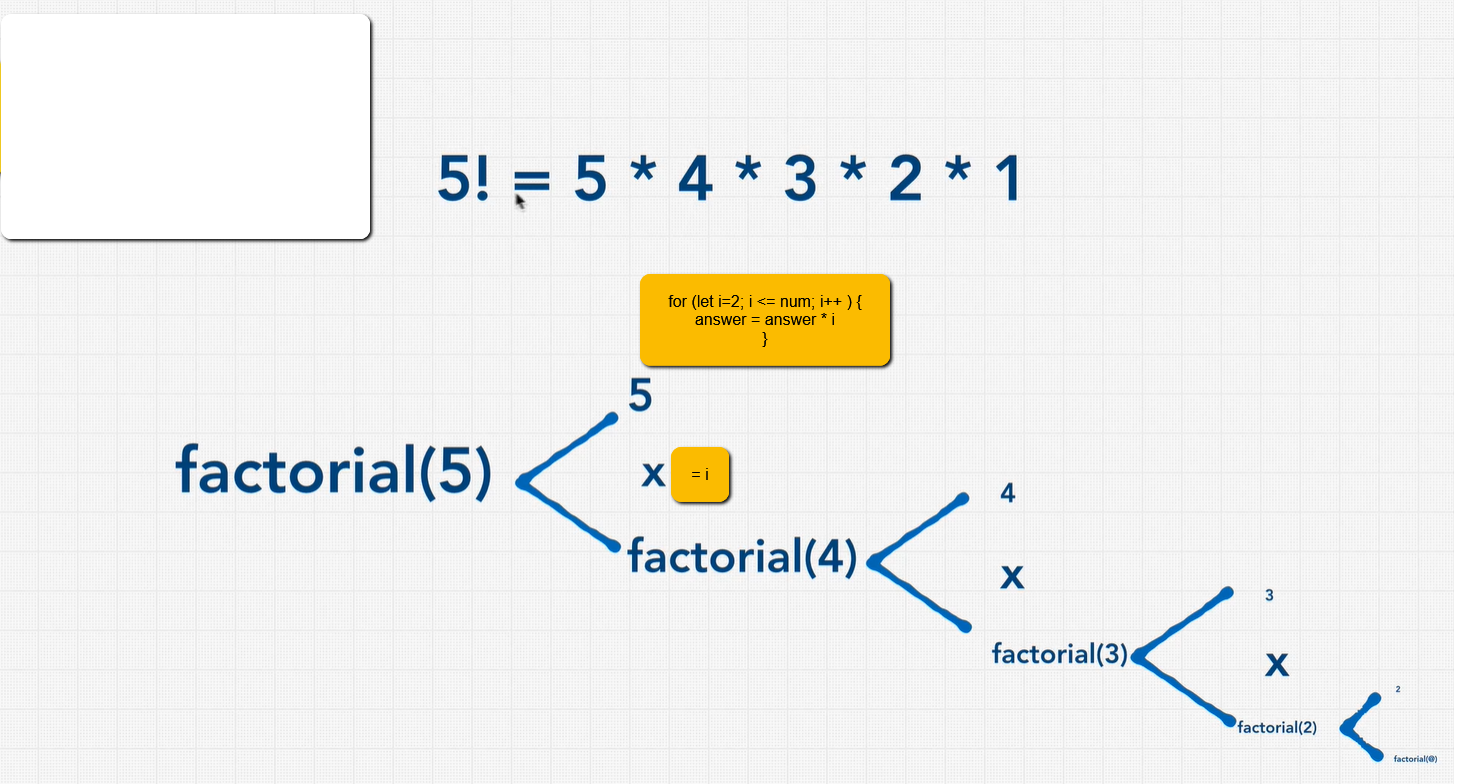 5! = 5 * 4 * 3 * 2 * 1
for (let i=2; i <= num; i++ ) {
answer = answer * i
}
factorial(5)
5
x
= i
factorial(4)
4
x
factorial(3)
3
x
factorial(2)
2
factorial(@)